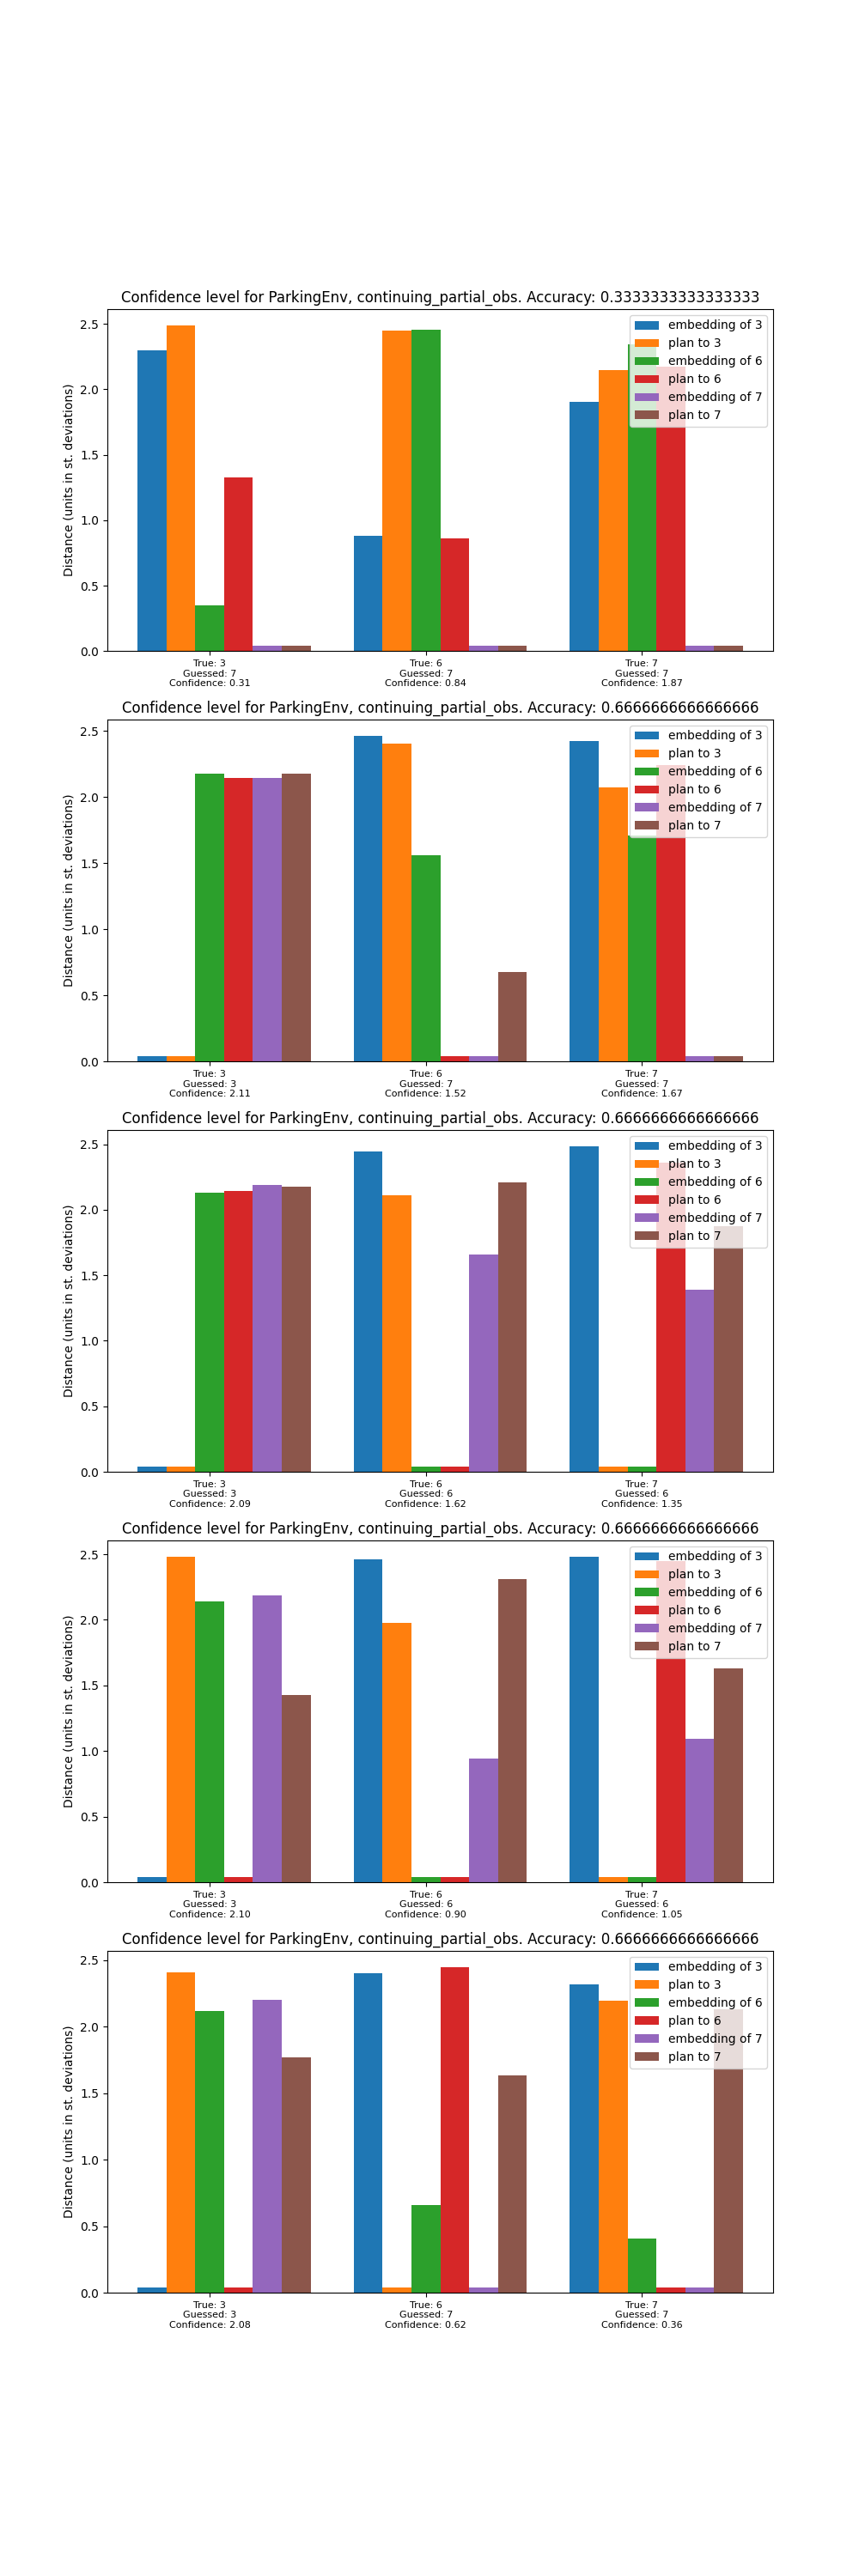 Confidence level for ParkingEnv, continuing_partial_obs. Accuracy: 0.3333333333333333
Distance (units in st. deviations)
2.5
2.0
1.5
1.0
0.5
0.0
embedding of 3
plan to 3
embedding of 6
plan to 6
embedding of 7
plan to 7
True: 3
Guessed: 7
Confidence: 0.31
True: 6
Guessed: 7
Confidence: 0.84
True: 7
Guessed: 7
Confidence: 1.87
Confidence level for ParkingEnv, continuing_partial_obs. Accuracy: 0.6666666666666666
Distance (units in st. deviations)
2.5
2.0
1.5
1.0
0.5
0.0
embedding of 3
plan to 3
embedding of 6
plan to 6
embedding of 7
plan to 7
True: 3
Guessed: 3
Confidence: 2.11
True: 6
Guessed: 7
Confidence: 1.52
True: 7
Guessed: 7
Confidence: 1.67
Confidence level for ParkingEnv, continuing_partial_obs. Accuracy: 0.6666666666666666
Distance (units in st. deviations)
2.5
2.0
1.5
1.0
0.5
0.0
embedding of 3
plan to 3
embedding of 6
plan to 6
embedding of 7
plan to 7
True: 3
Guessed: 3
Confidence: 2.09
True: 6
Guessed: 6
Confidence: 1.62
True: 7
Guessed: 6
Confidence: 1.35
Confidence level for ParkingEnv, continuing_partial_obs. Accuracy: 0.6666666666666666
Distance (units in st. deviations)
2.5
2.0
1.5
1.0
0.5
0.0
embedding of 3
plan to 3
embedding of 6
plan to 6
embedding of 7
plan to 7
True: 3
Guessed: 3
Confidence: 2.10
True: 6
Guessed: 6
Confidence: 0.90
True: 7
Guessed: 6
Confidence: 1.05
Confidence level for ParkingEnv, continuing_partial_obs. Accuracy: 0.6666666666666666
Distance (units in st. deviations)
2.5
2.0
1.5
1.0
0.5
0.0
embedding of 3
plan to 3
embedding of 6
plan to 6
embedding of 7
plan to 7
True: 3
Guessed: 3
Confidence: 2.08
True: 6
Guessed: 7
Confidence: 0.62
True: 7
Guessed: 7
Confidence: 0.36